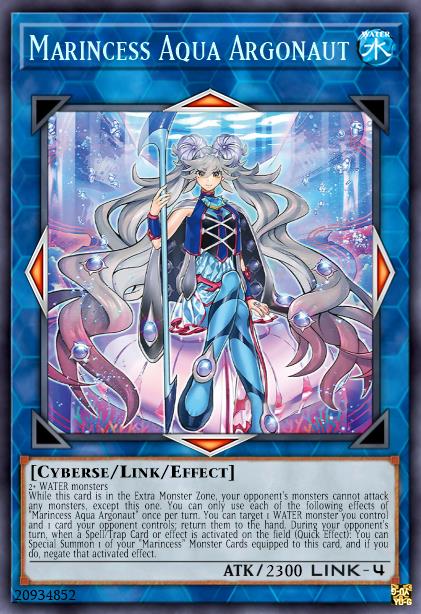 MARINCESS AQUA ARGONAUT
WATER
水
[CYBERSE/LINK/EFFECT]
2+ WATER monsters
While this card is in the Extra Monster Zone, your opponent's monsters cannot attack
any monsters, except this one. You can only use each of the following effects of
"Marincess Aqua Argonaut" once per turn. You can target 1 WATER monster you control
and 1 card your opponent controls; return them to the hand. During your opponent's
turn, when a Spell/Trap Card or effect is activated on the field (Quick Effect): You can
Special Summon 1 of your "Marincess" Monster Cards equipped to this card, and if you
do, negate that activated effect.
ATK/2300 LINK-4
20934852